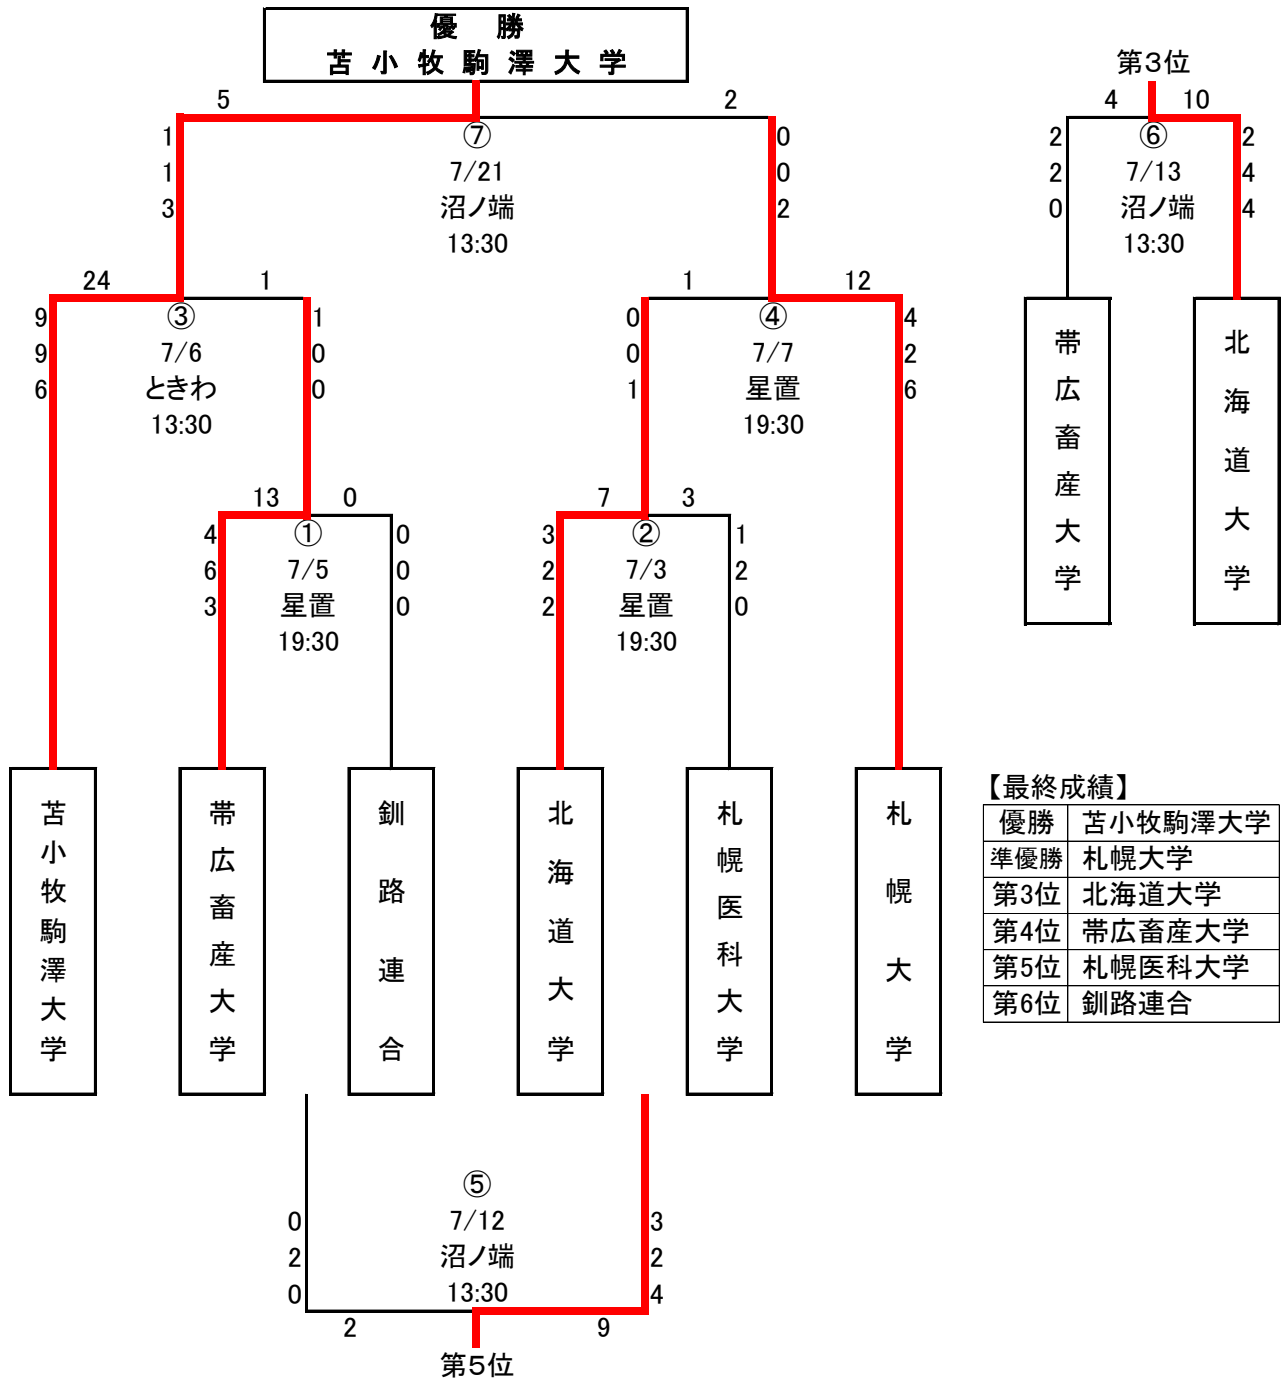 優 勝
苫 小 牧 駒 澤 大 学
第3位
5 2
4 10
1 ⑦ 0
1 7/21 0
3 沼ノ端 2
13:30
2 ⑥ 2
2 7/13 4
0 沼ノ端 4
13:30
24 1
1 12
9 ③ 1
9 7/6 0
6 ときわ 0
13:30
0 ④ 4
0 7/7 2
1 星置 6
19:30
帯広畜産大学
北海道大学
13 0
7 3
4 ① 0
6 7/5 0
3 星置 0
19:30
3 ② 1
2 7/3 2
2 星置 0
19:30
苫小牧駒澤大学
帯広畜産大学
釧路連合
北海道大学
札幌医科大学
札幌大学
【最終成績】
優勝 苫小牧駒澤大学
準優勝 札幌大学
第3位 北海道大学
第4位 帯広畜産大学
第5位 札幌医科大学
第6位 釧路連合
⑤
0 7/12 3
2 沼ノ端 2
0 13:30 4
2 9
第5位